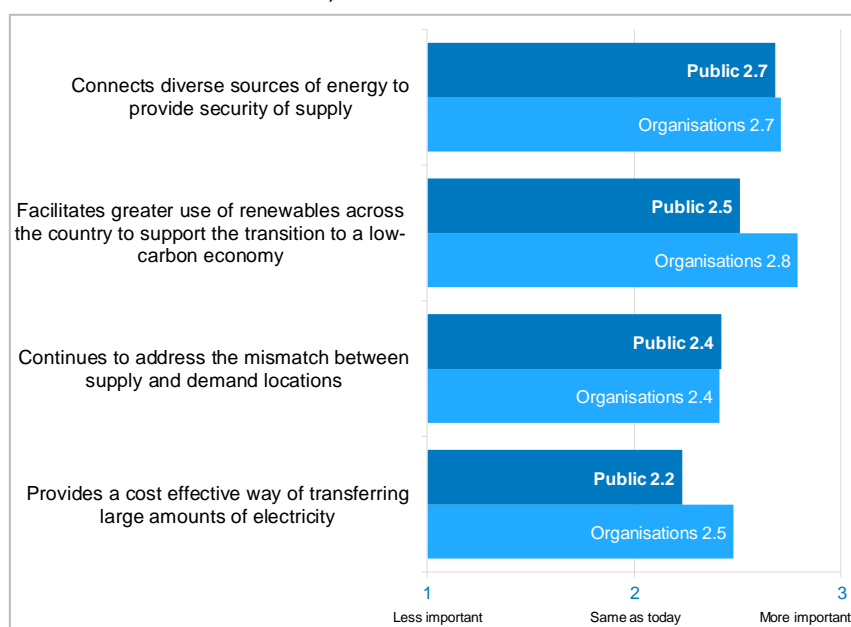 Connects diverse sources of energy to
provide security of supply
Public 2.7
Organisations 2.7
Facilitates greater use of renewables across
the country to support the transition to a low-
carbon economy
Public 2.5
Organisations 2.8
Continues to address the mismatch between
supply and demand locations
Public 2.4
Organisations 2.4
Provides a cost effective way of transferring
large amounts of electricity
Public 2.2
Organisations 2.5
1 2 3
Less important Same as today More important